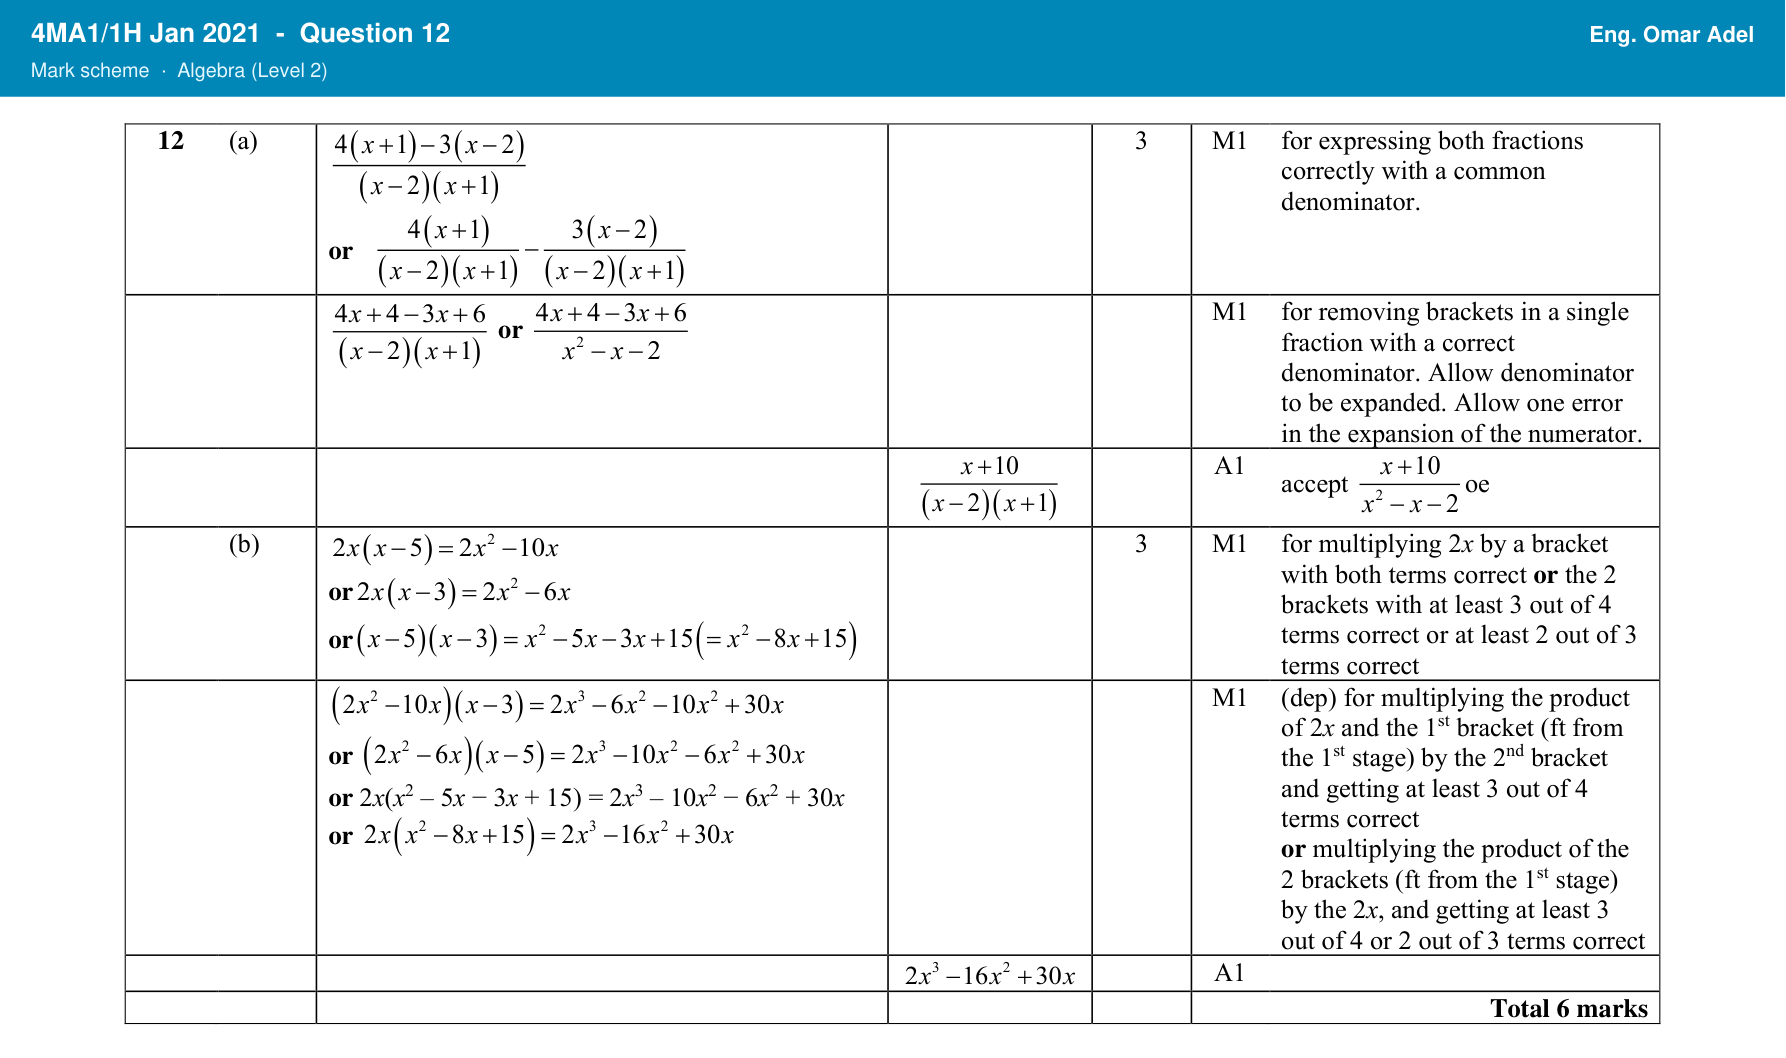 4MA1/1H Jan 2021 - Question 12
Eng. Omar Adel
Mark scheme · Algebra (Level 2)
12 (a) 4(x+1)−3(x−2) / (x−2)(x+1) 3 M1 for expressing both fractions
correctly with a common
denominator.
or 4(x+1) / (x−2)(x+1) − 3(x−2) / (x−2)(x+1)
4x+4−3x+6 / (x−2)(x+1) or 4x+4−3x+6 / x² −x−2 M1 for removing brackets in a single
fraction with a correct
denominator. Allow denominator
to be expanded. Allow one error
in the expansion of the numerator.
x+10 / (x−2)(x+1) A1 accept x+10 / x² −x−2 oe
(b) 2x(x−5)=2x² −10x 3 M1 for multiplying 2x by a bracket
with both terms correct or the 2
or 2x(x−3)=2x² −6x brackets with at least 3 out of 4
or (x−5)(x−3)=x² −5x−3x+15(=x² −8x+15) terms correct or at least 2 out of 3
terms correct
(2x² −10x)(x−3)=2x³ −6x² −10x² +30x M1 (dep) for multiplying the product
of 2x and the 1st bracket (ft from
or (2x² −6x)(x−5)=2x³ −10x² −6x² +30x the 1st stage) by the 2nd bracket
or 2x(x² – 5x − 3x + 15) = 2x³ – 10x² − 6x² + 30x and getting at least 3 out of 4
or 2x(x² −8x+15)=2x³ −16x² +30x terms correct
or multiplying the product of the
2 brackets (ft from the 1st stage)
by the 2x, and getting at least 3
out of 4 or 2 out of 3 terms correct
2x³ −16x² +30x A1
Total 6 marks